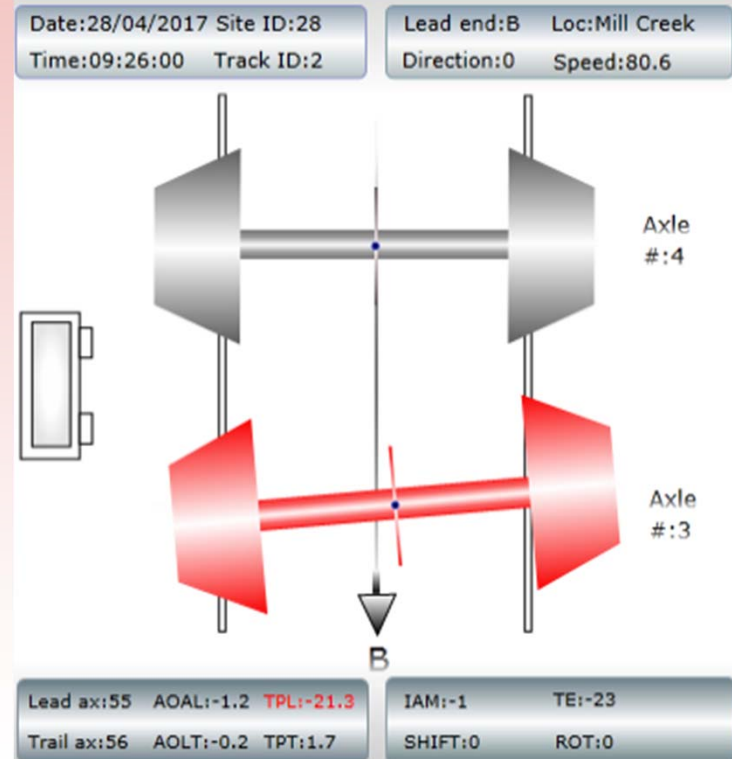 Date:28/04/2017 Site ID:28
Time:09:26:00 Track ID:2
Lead end:B Loc:Mill Creek
Direction:0 Speed:80.6
Axle
#:4
Axle
#:3
B
Lead ax:55 AOAL:-1.2 TPL:-21.3
Trail ax:56 AOLT:-0.2 TPT:1.7
IAM:-1 TE:-23
SHIFT:0 ROT:0